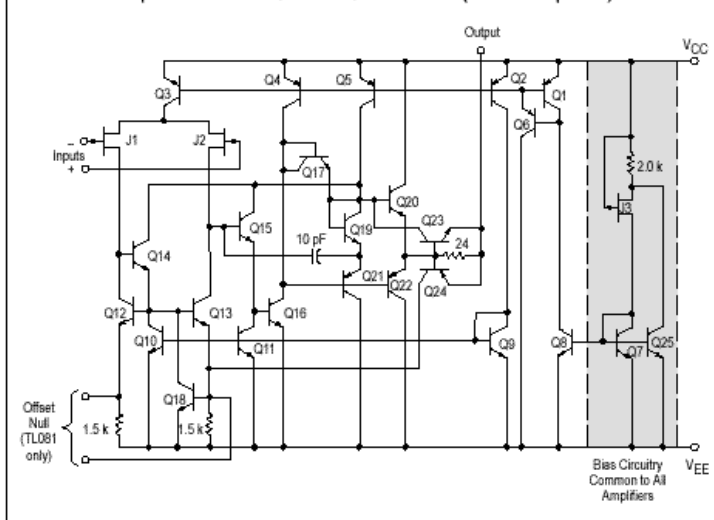 Output
VCC
Q3
Q4
Q5
Q2
Q1
Q6
−
J1
J2
Inputs
+
Q17
2.0 k
J3
Q15
Q20
Q23
10 pF
Q19
24
Q14
Q21
Q22
Q24
Q12
Q13
Q16
Q10
Q11
Q9
Q8
Q7
Q25
Q18
Offset
Null
(TL081
only)
1.5 k
1.5 k
VEE
Bias Circuitry
Common to All
Amplifiers